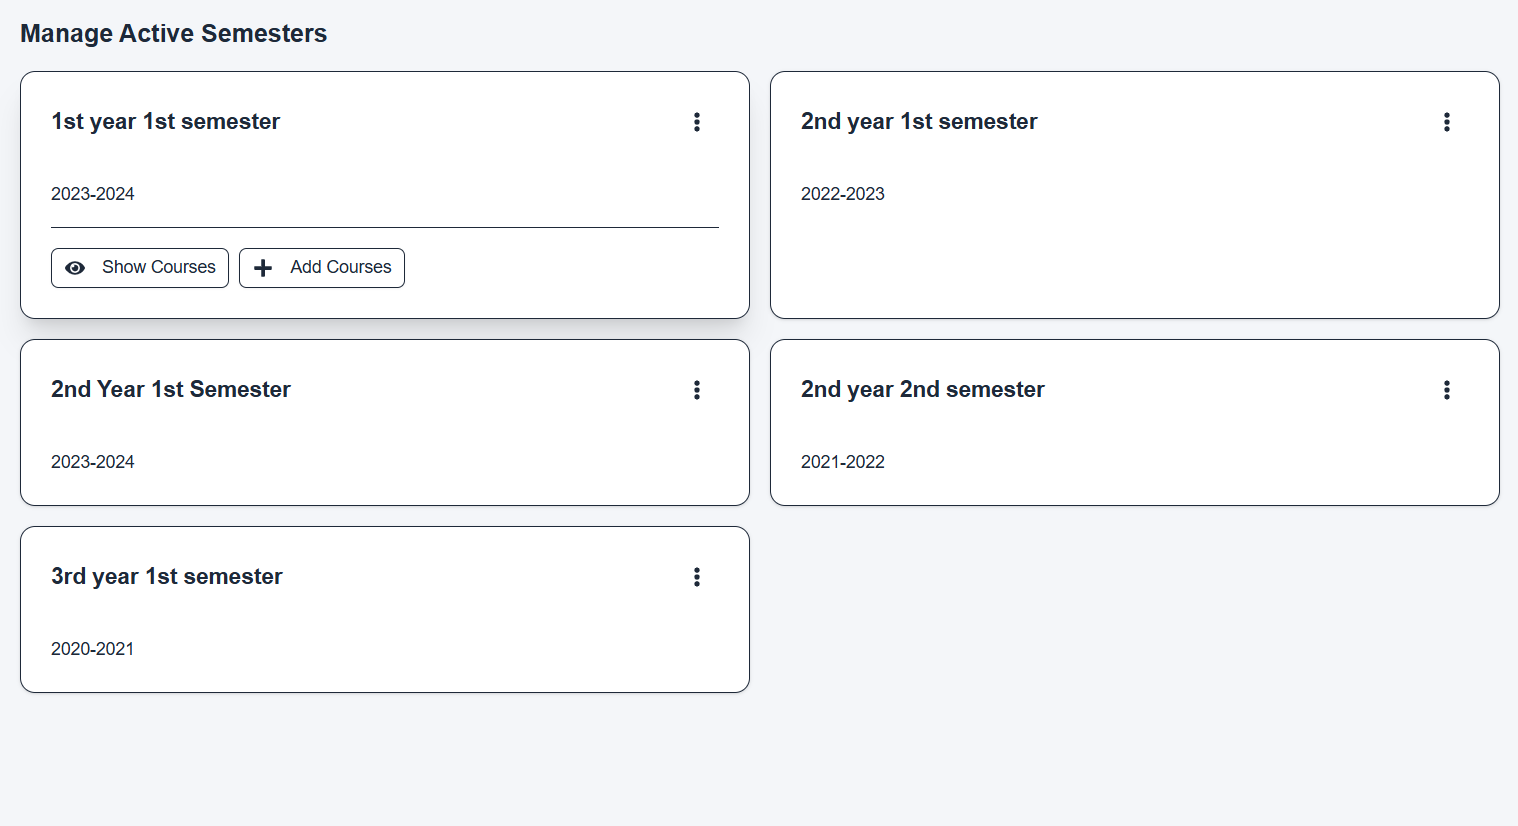 Manage Active Semesters
1st year 1st semester
2023-2024
Show Courses
Add Courses
2nd year 1st semester
2022-2023
2nd Year 1st Semester
2023-2024
2nd year 2nd semester
2021-2022
3rd year 1st semester
2020-2021